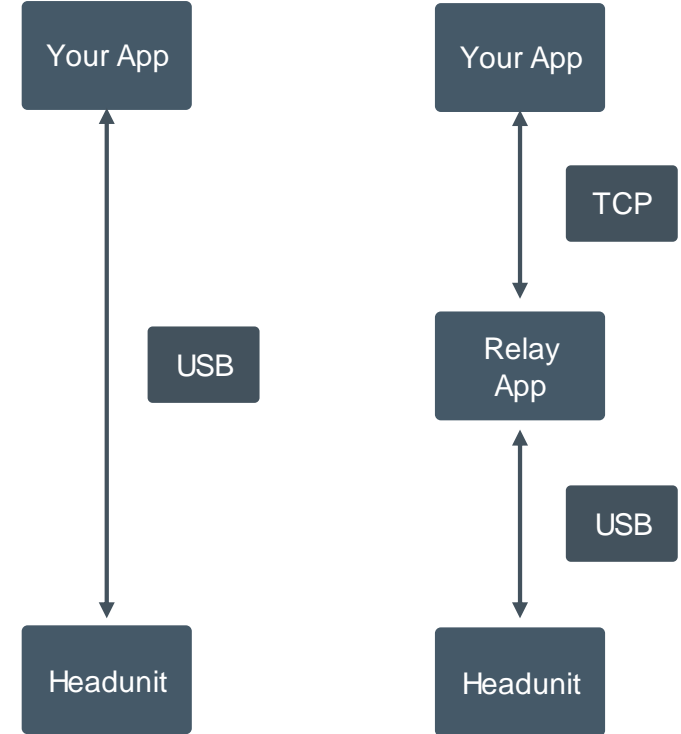 Your App
USB
Headunit
Your App
TCP
Relay
App
USB
Headunit